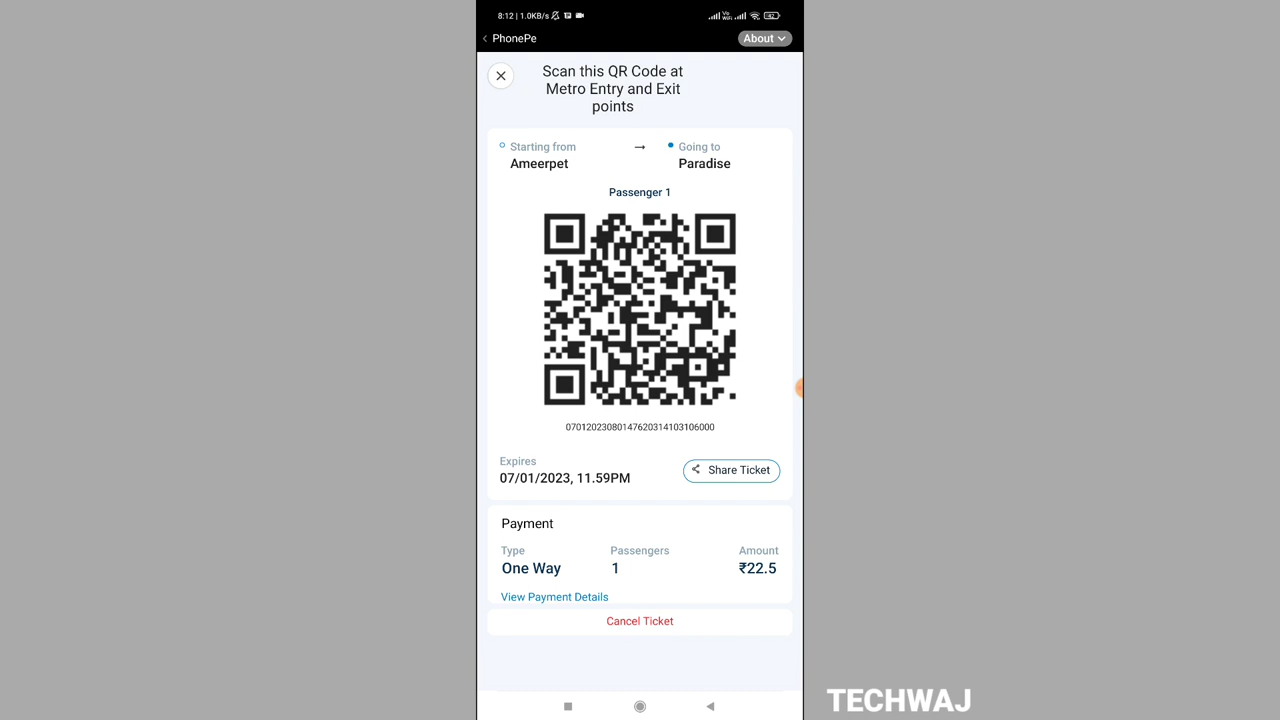 8:12 | 1.0KB/s
PhonePe
About
Scan this QR Code at
Metro Entry and Exit
points
Starting from
Going to
Ameerpet
Paradise
Passenger 1
07012023080147620314103106000
Expires
07/01/2023, 11.59PM
Share Ticket
Payment
Type
Passengers
Amount
One Way
1
₹22.5
View Payment Details
Cancel Ticket
TECHWAJ